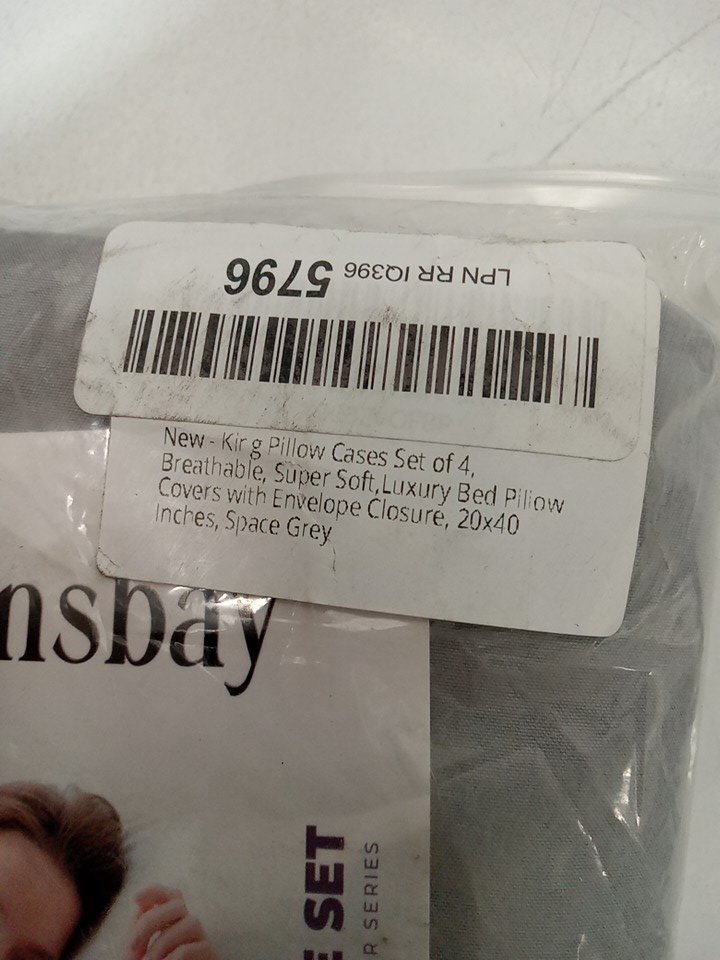 LPN RR IQ396 5796
New - King Pillow Cases Set of 4,
Breathable, Super Soft,Luxury Bed Pillow
Covers with Envelope Closure, 20x40
Inches, Space Grey
nsbay
E SET
R SERIES